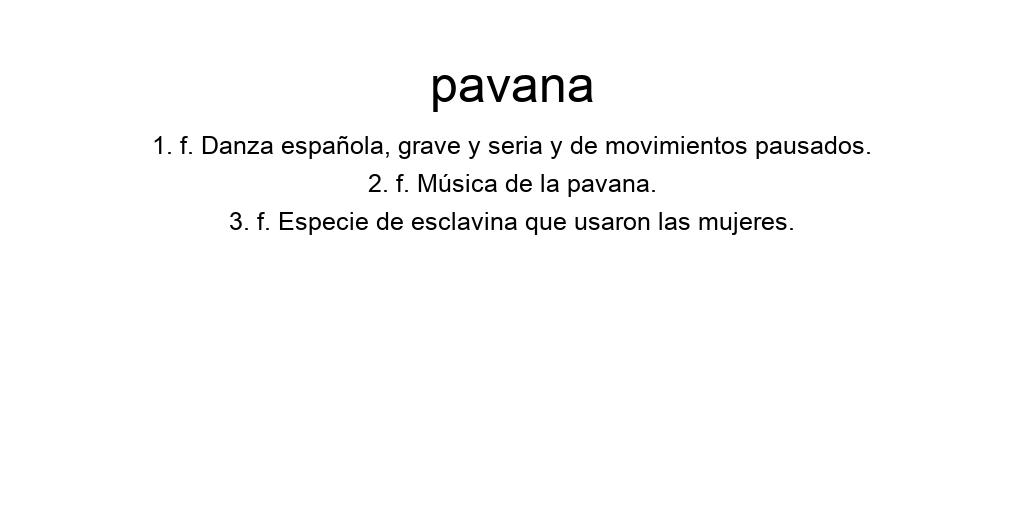 pavana
1. f. Danza española, grave y seria y de movimientos pausados.
2. f. Música de la pavana.
3. f. Especie de esclavina que usaron las mujeres.